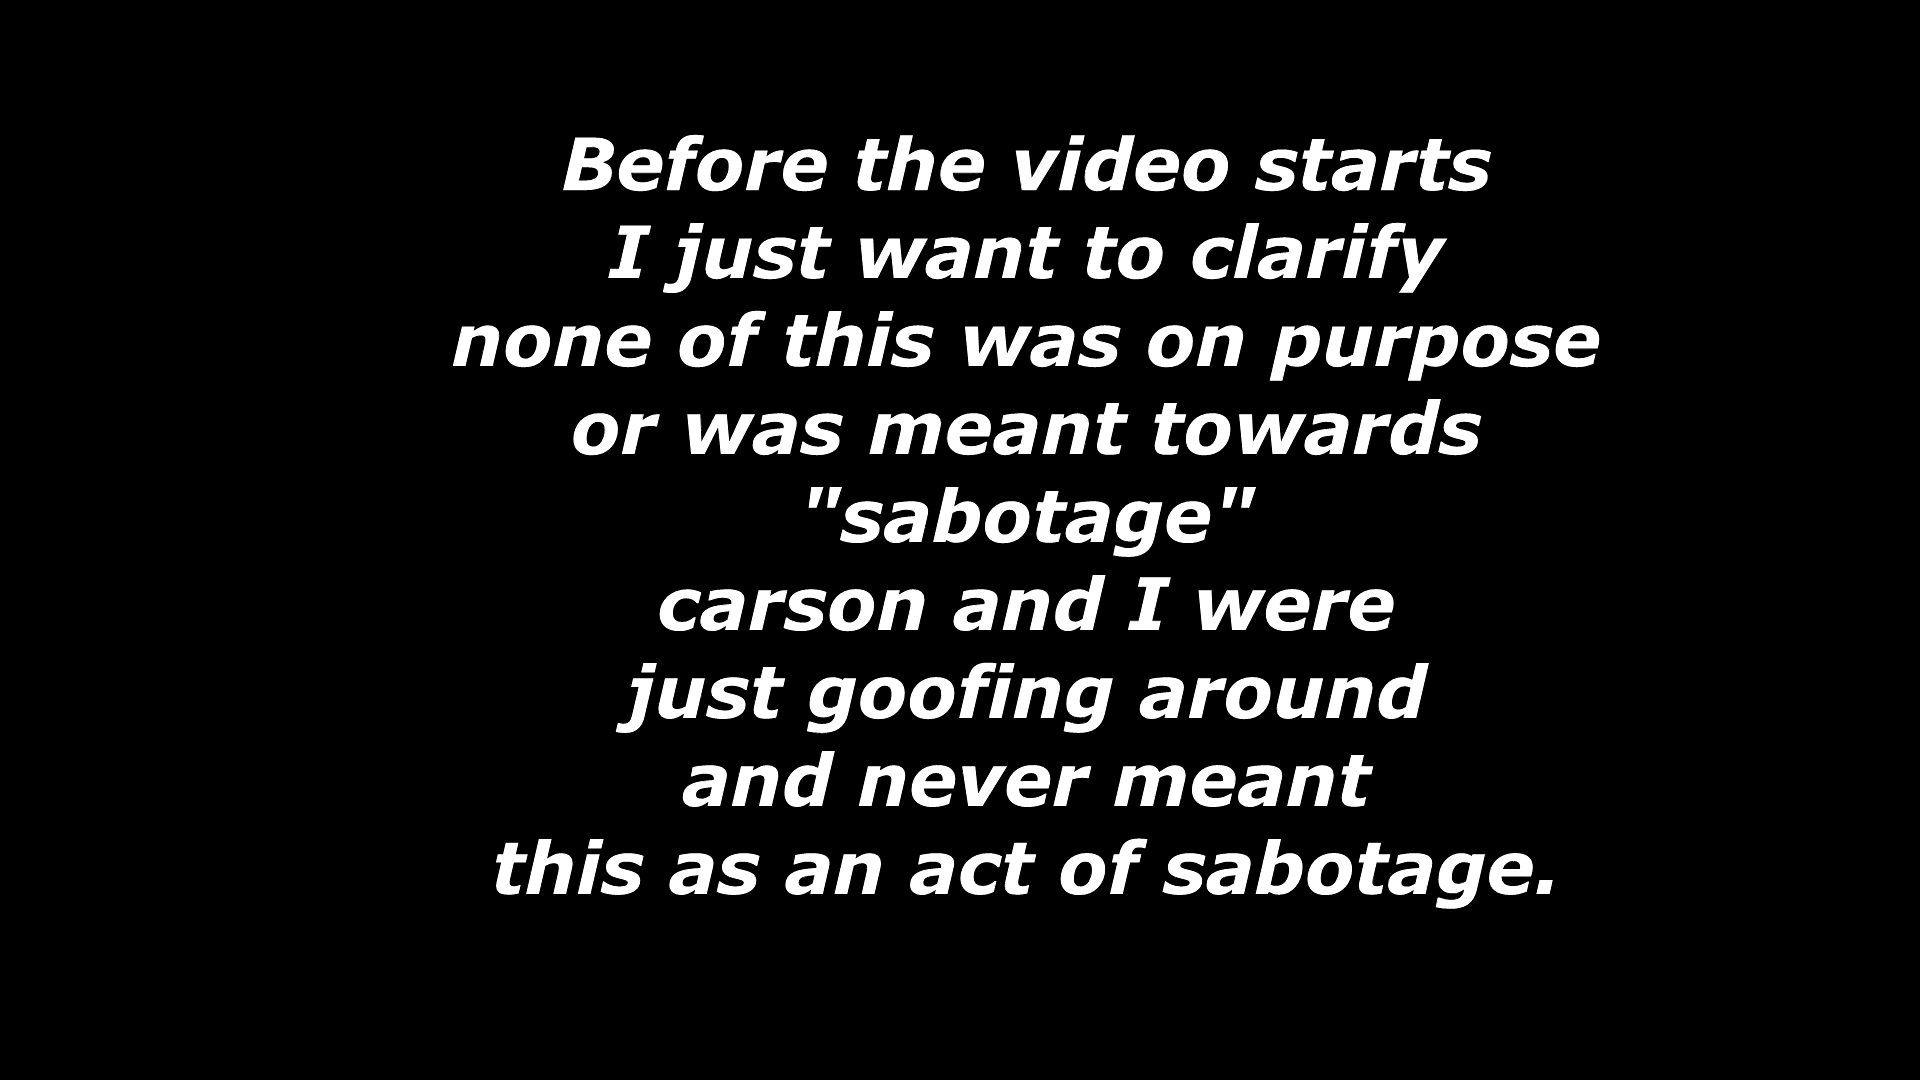 Before the video starts
I just want to clarify
none of this was on purpose
or was meant towards
"sabotage"
carson and I were
just goofing around
and never meant
this as an act of sabotage.